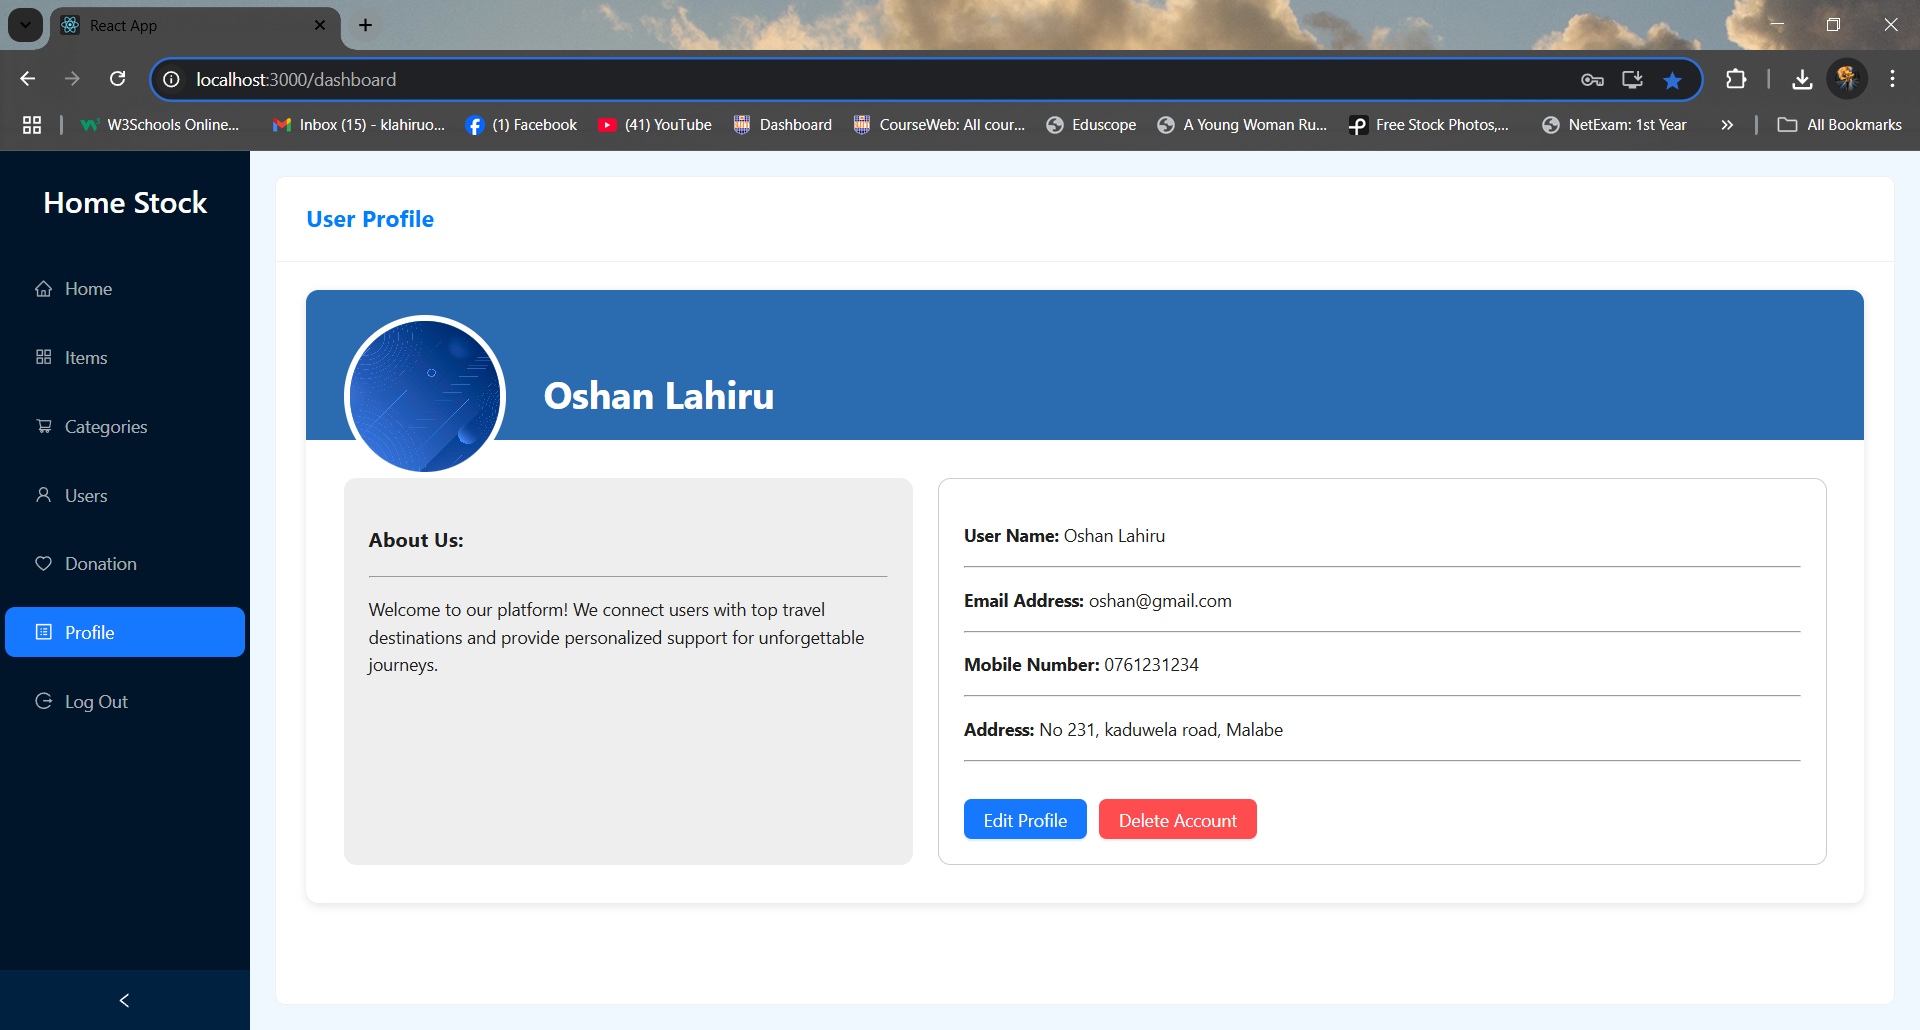 React App
localhost:3000/dashboard
W3Schools Online...
Inbox (15) - klahiruo...
(1) Facebook
(41) YouTube
Dashboard
CourseWeb: All cour...
Eduscope
A Young Woman Ru...
Free Stock Photos,...
NetExam: 1st Year
All Bookmarks
Home Stock
Home
Items
Categories
Users
Donation
Profile
Log Out
User Profile
Oshan Lahiru
About Us:
Welcome to our platform! We connect users with top travel
destinations and provide personalized support for unforgettable
journeys.
User Name: Oshan Lahiru
Email Address: oshan@gmail.com
Mobile Number: 0761231234
Address: No 231, kaduwela road, Malabe
Edit Profile
Delete Account